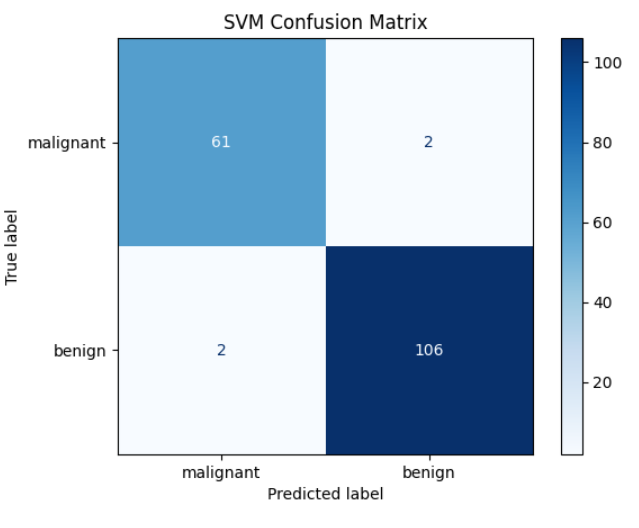 SVM Confusion Matrix
malignant
61
2
benign
2
106
malignant
benign
Predicted label
True label
100
80
60
40
20